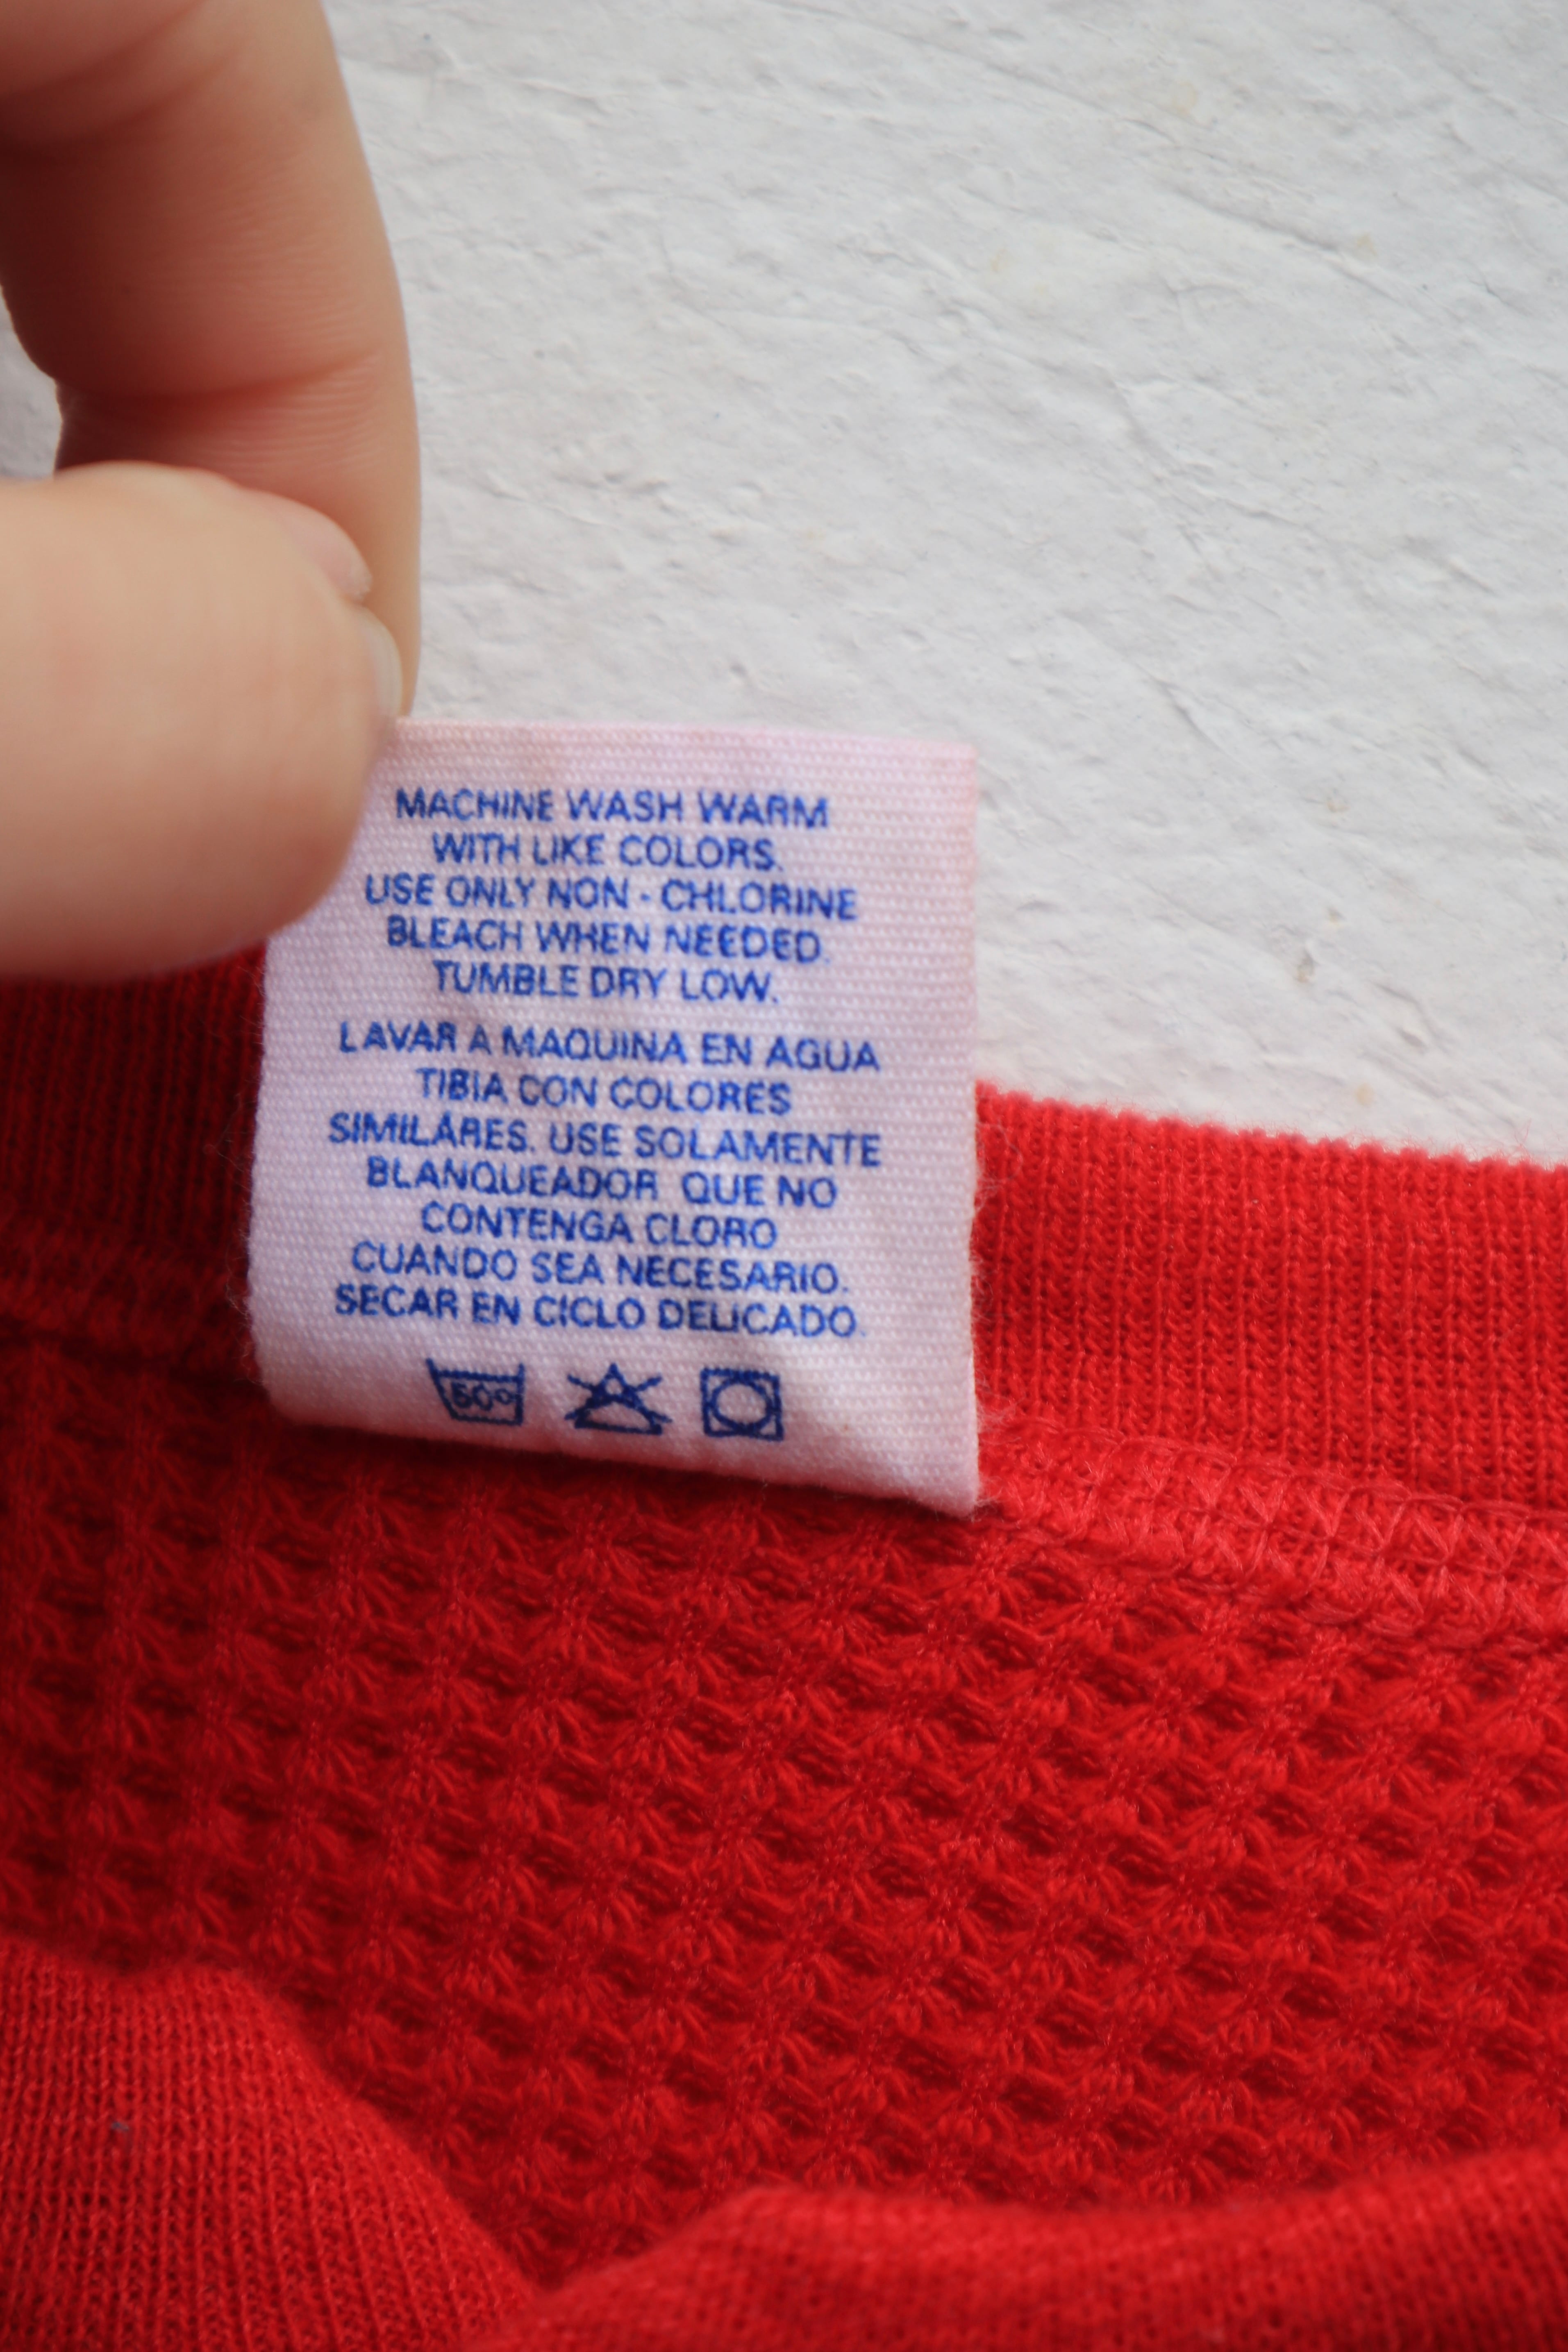 MACHINE WASH WARM
WITH LIKE COLORS.
USE ONLY NON - CHLORINE
BLEACH WHEN NEEDED.
TUMBLE DRY LOW.
LAVAR A MAQUINA EN AGUA
TIBIA CON COLORES
SIMILARES. USE SOLAMENTE
BLANQUEADOR QUE NO
CONTENGA CLORO
CUANDO SEA NECESARIO.
SECAR EN CICLO DELICADO.
50°